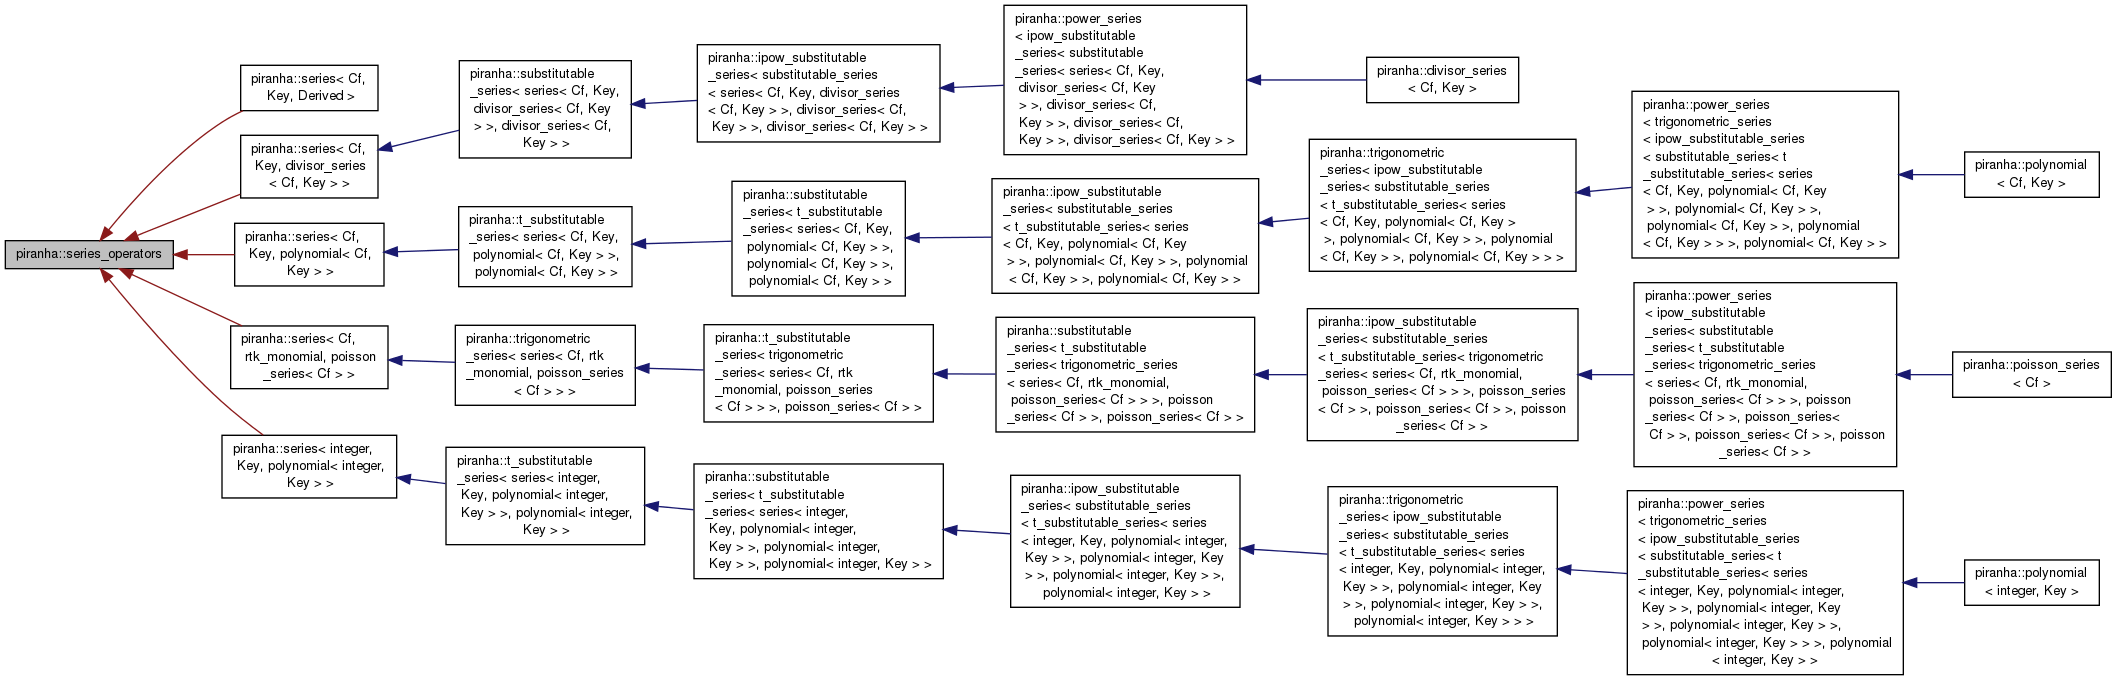 piranha::series_operators
piranha::series< Cf,
Key, Derived >
piranha::series< Cf,
Key, divisor_series
< Cf, Key > >
piranha::substitutable
_series< series< Cf, Key,
divisor_series< Cf, Key
> >, divisor_series< Cf,
Key > >
piranha::ipow_substitutable
_series< substitutable_series
< series< Cf, Key, divisor_series
< Cf, Key > >, divisor_series< Cf,
Key > >, divisor_series< Cf, Key > >
piranha::power_series
< ipow_substitutable
_series< substitutable
_series< series< Cf, Key,
divisor_series< Cf, Key
> >, divisor_series< Cf,
Key > >, divisor_series< Cf,
Key > >, divisor_series< Cf, Key > >
piranha::divisor_series
< Cf, Key >
piranha::series< Cf,
Key, polynomial< Cf,
Key > >
piranha::t_substitutable
_series< series< Cf, Key,
polynomial< Cf, Key > >,
polynomial< Cf, Key > >
piranha::substitutable
_series< t_substitutable
_series< series< Cf, Key,
polynomial< Cf, Key > >,
polynomial< Cf, Key > >,
polynomial< Cf, Key > >
piranha::ipow_substitutable
_series< substitutable_series
< t_substitutable_series< series
< Cf, Key, polynomial< Cf, Key
> >, polynomial< Cf, Key > >, polynomial
< Cf, Key > >, polynomial< Cf, Key > >
piranha::trigonometric
_series< ipow_substitutable
_series< substitutable_series
< t_substitutable_series< series
< Cf, Key, polynomial< Cf, Key >
>, polynomial< Cf, Key > >, polynomial
< Cf, Key > >, polynomial< Cf, Key > > >
piranha::power_series
< trigonometric_series
< ipow_substitutable_series
< substitutable_series< t
_substitutable_series< series
< Cf, Key, polynomial< Cf, Key
> >, polynomial< Cf, Key > >,
polynomial< Cf, Key > >, polynomial
< Cf, Key > > >, polynomial< Cf, Key > >
piranha::polynomial
< Cf, Key >
piranha::series< Cf,
rtk_monomial, poisson
_series< Cf > >
piranha::trigonometric
_series< series< Cf, rtk
_monomial, poisson_series
< Cf > > >
piranha::t_substitutable
_series< trigonometric
_series< series< Cf, rtk
_monomial, poisson_series
< Cf > > >, poisson_series< Cf > >
piranha::substitutable
_series< t_substitutable
_series< trigonometric_series
< series< Cf, rtk_monomial,
poisson_series< Cf > > >, poisson
_series< Cf > >, poisson_series< Cf > >
piranha::ipow_substitutable
_series< substitutable_series
< t_substitutable_series< trigonometric
_series< series< Cf, rtk_monomial,
poisson_series< Cf > > >, poisson_series
< Cf > >, poisson_series< Cf > >, poisson
_series< Cf > >
piranha::power_series
< ipow_substitutable
_series< substitutable
_series< t_substitutable
_series< trigonometric_series
< series< Cf, rtk_monomial,
poisson_series< Cf > > >, poisson
_series< Cf > >, poisson_series<
Cf > >, poisson_series< Cf > >, poisson
_series< Cf > >
piranha::poisson_series
< Cf >
piranha::series< integer,
Key, polynomial< integer,
Key > >
piranha::t_substitutable
_series< series< integer,
Key, polynomial< integer,
Key > >, polynomial< integer,
Key > >
piranha::substitutable
_series< t_substitutable
_series< series< integer,
Key, polynomial< integer,
Key > >, polynomial< integer,
Key > >, polynomial< integer, Key > >
piranha::ipow_substitutable
_series< substitutable_series
< t_substitutable_series< series
< integer, Key, polynomial< integer,
Key > >, polynomial< integer, Key
> >, polynomial< integer, Key > >,
polynomial< integer, Key > >
piranha::trigonometric
_series< ipow_substitutable
_series< substitutable_series
< t_substitutable_series< series
< integer, Key, polynomial< integer,
Key > >, polynomial< integer, Key
> >, polynomial< integer, Key > >,
polynomial< integer, Key > > >
piranha::power_series
< trigonometric_series
< ipow_substitutable_series
< substitutable_series< t
_substitutable_series< series
< integer, Key, polynomial< integer,
Key > >, polynomial< integer, Key
> >, polynomial< integer, Key > >,
polynomial< integer, Key > > >, polynomial
< integer, Key > >
piranha::polynomial
< integer, Key >